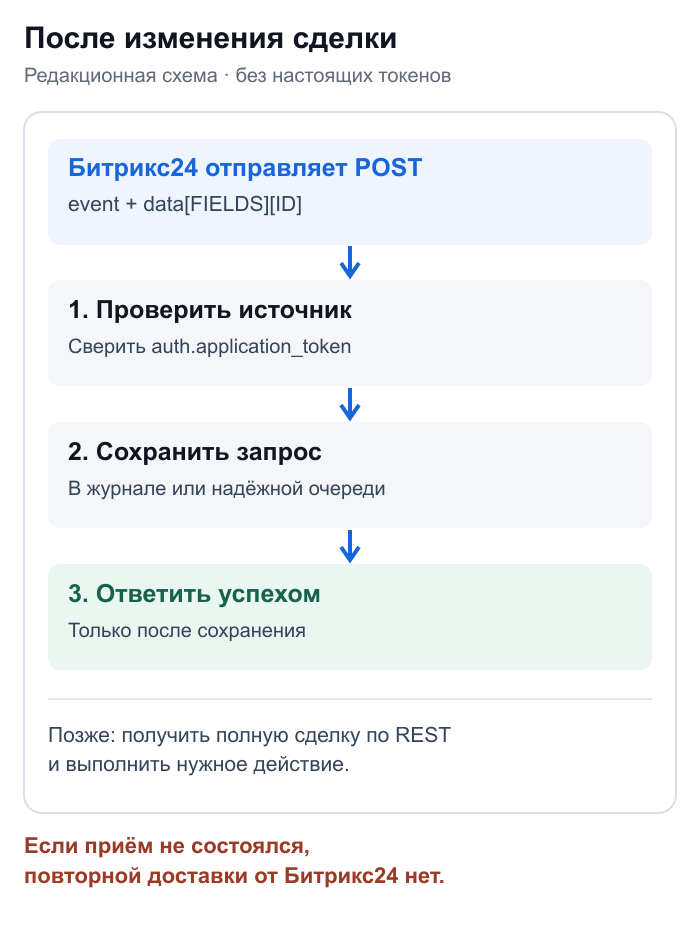 После изменения сделки
Редакционная схема · без настоящих токенов
Битрикс24 отправляет POST
event + data[FIELDS][ID]
1. Проверить источник
Сверить auth.application_token
2. Сохранить запрос
В журнале или надёжной очереди
3. Ответить успехом
Только после сохранения
Позже: получить полную сделку по REST
и выполнить нужное действие.
Если приём не состоялся,
повторной доставки от Битрикс24 нет.